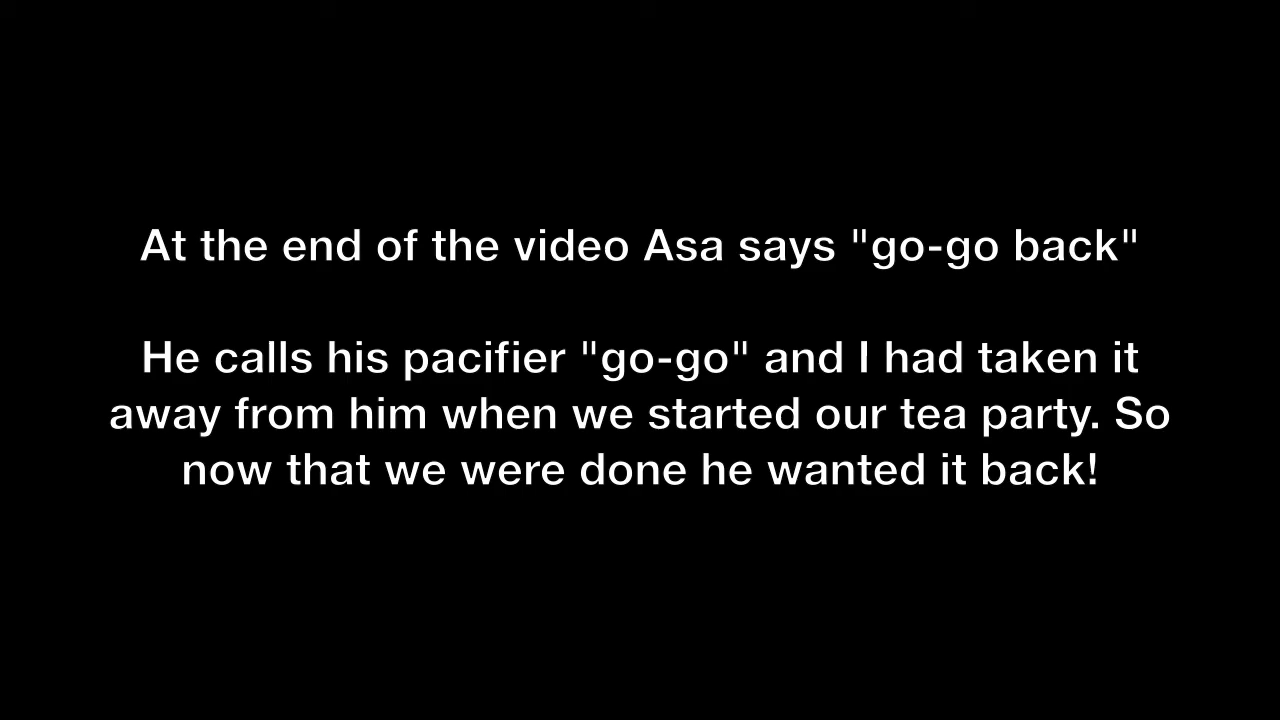 At the end of the video Asa says "go-go back"
He calls his pacifier "go-go" and I had taken it
away from him when we started our tea party. So
now that we were done he wanted it back!